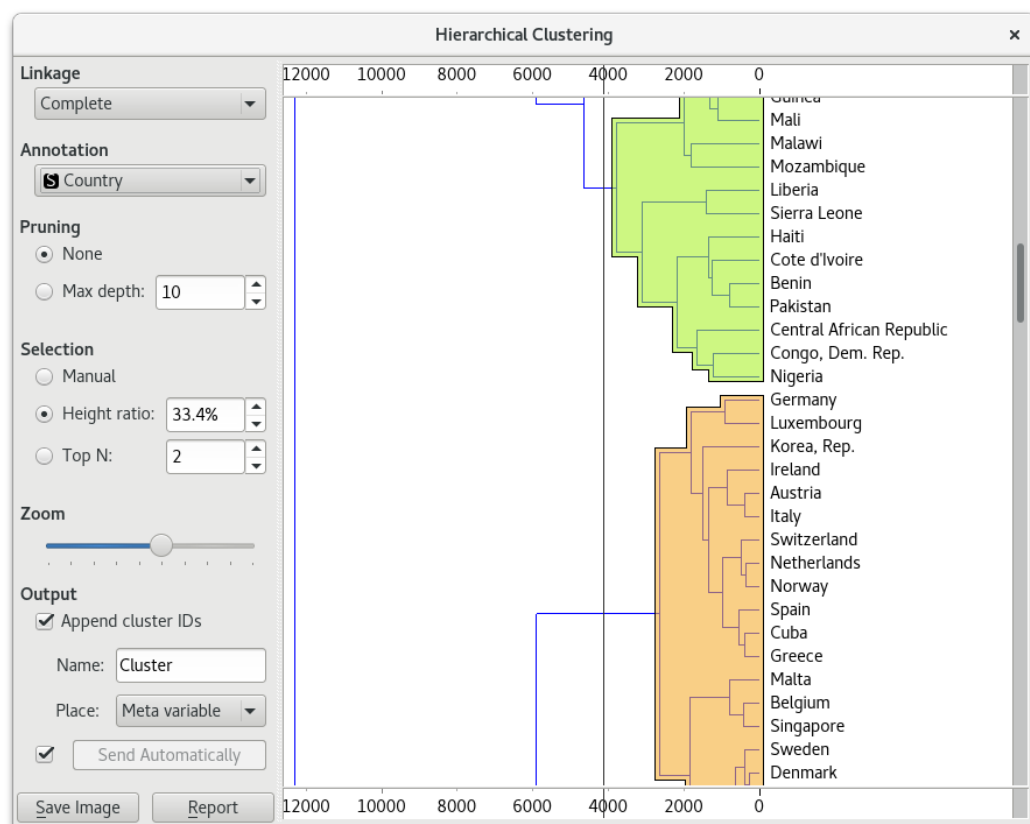 Hierarchical Clustering
Linkage
Complete
Annotation
S Country
Pruning
None
Max depth: 10
Selection
Manual
Height ratio: 33.4%
Top N: 2
Zoom
Output
Append cluster IDs
Name: Cluster
Place: Meta variable
Send Automatically
Save Image Report
12000 10000 8000 6000 4000 2000 0
Guinea
Mali
Malawi
Mozambique
Liberia
Sierra Leone
Haiti
Cote d'Ivoire
Benin
Pakistan
Central African Republic
Congo, Dem. Rep.
Nigeria
Germany
Luxembourg
Korea, Rep.
Ireland
Austria
Italy
Switzerland
Netherlands
Norway
Spain
Cuba
Greece
Malta
Belgium
Singapore
Sweden
Denmark
12000 10000 8000 6000 4000 2000 0